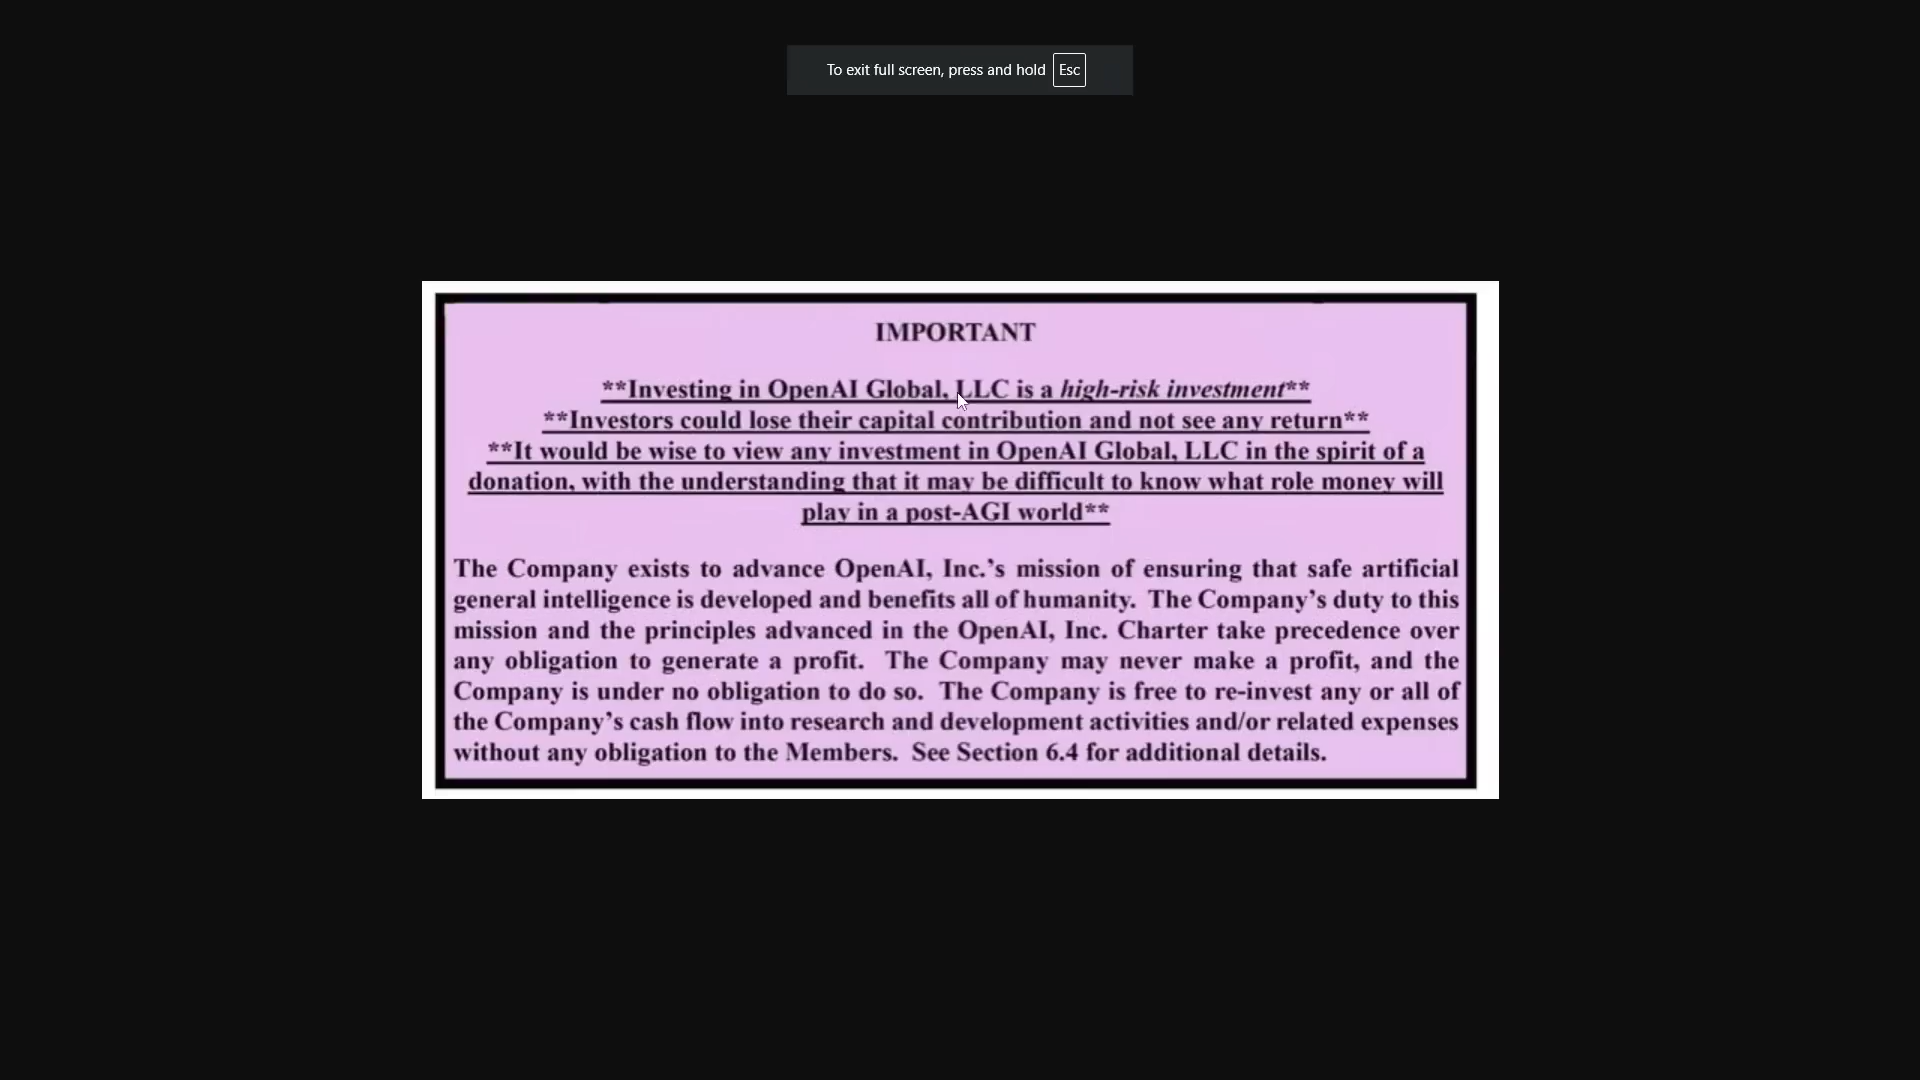 To exit full screen, press and hold Esc
IMPORTANT
**Investing in OpenAI Global, LLC is a high-risk investment**
**Investors could lose their capital contribution and not see any return**
**It would be wise to view any investment in OpenAI Global, LLC in the spirit of a
donation, with the understanding that it may be difficult to know what role money will
play in a post-AGI world**
The Company exists to advance OpenAI, Inc.’s mission of ensuring that safe artificial
general intelligence is developed and benefits all of humanity. The Company’s duty to this
mission and the principles advanced in the OpenAI, Inc. Charter take precedence over
any obligation to generate a profit. The Company may never make a profit, and the
Company is under no obligation to do so. The Company is free to re-invest any or all of
the Company’s cash flow into research and development activities and/or related expenses
without any obligation to the Members. See Section 6.4 for additional details.